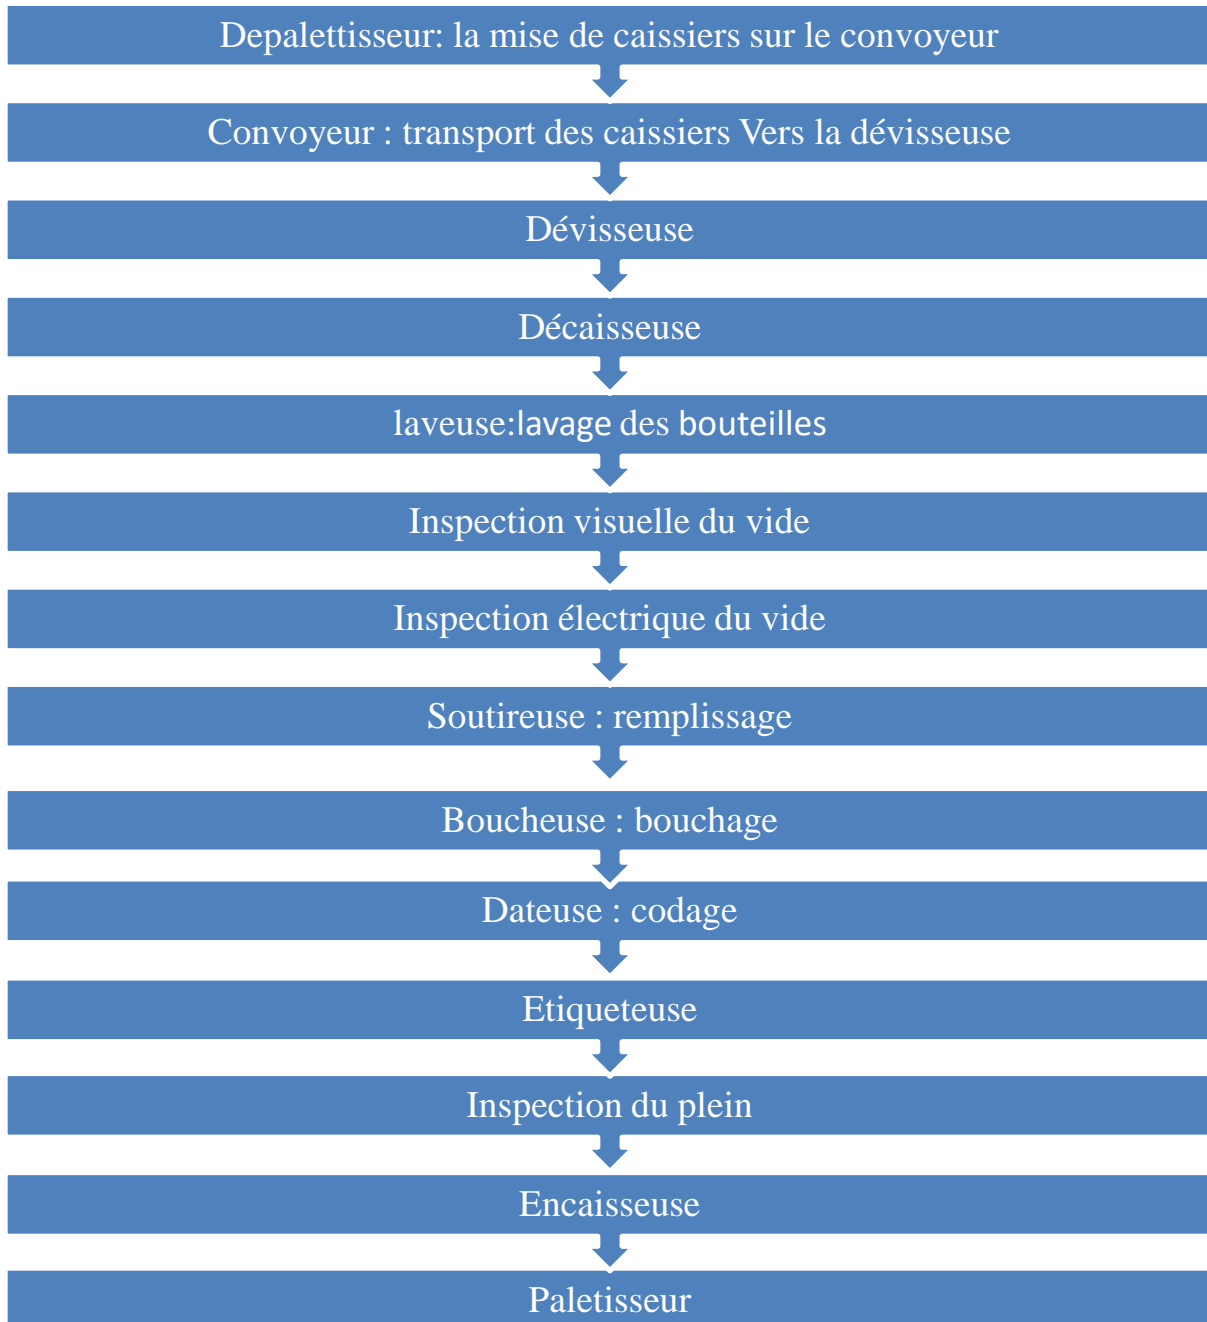 Depalettisseur: la mise de caissiers sur le convoyeur
Convoyeur : transport des caissiers Vers la dévisseuse
Dévisseuse
Décaisseuse
laveuse:lavage des bouteilles
Inspection visuelle du vide
Inspection électrique du vide
Soutireuse : remplissage
Boucheuse : bouchage
Dateuse : codage
Etiqueteuse
Inspection du plein
Encaisseuse
Paletisseur